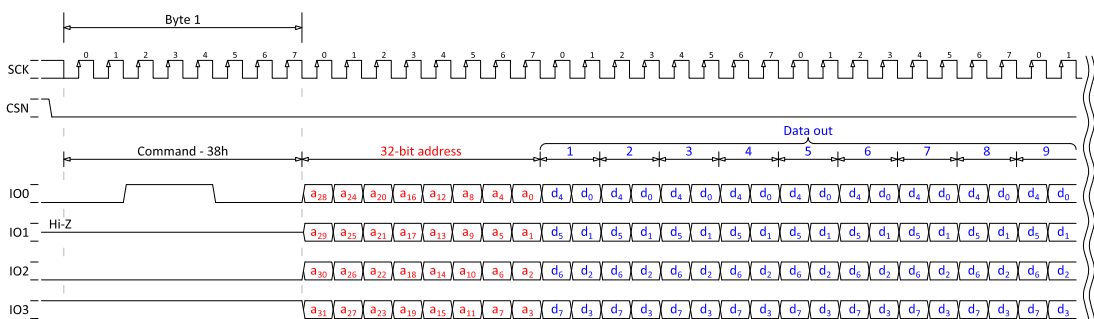 Byte 1
SCK 0 1 2 3 4 5 6 7 0 1 2 3 4 5 6 7 0 1 2 3 4 5 6 7 0 1 2 3 4 5 6 7 0 1
CSN
Data out
Command - 38h 32-bit address 1 2 3 4 5 6 7 8 9
IO0 a28 a24 a20 a16 a12 a8 a4 a0 d4 d0 d4 d0 d4 d0 d4 d0 d4 d0 d4 d0 d4 d0 d4 d0 d4 d0
IO1 Hi-Z a29 a25 a21 a17 a13 a9 a5 a1 d5 d1 d5 d1 d5 d1 d5 d1 d5 d1 d5 d1 d5 d1 d5 d1 d5 d1
IO2 a30 a26 a22 a18 a14 a10 a6 a2 d6 d2 d6 d2 d6 d2 d6 d2 d6 d2 d6 d2 d6 d2 d6 d2 d6 d2
IO3 a31 a27 a23 a19 a15 a11 a7 a3 d7 d3 d7 d3 d7 d3 d7 d3 d7 d3 d7 d3 d7 d3 d7 d3 d7 d3